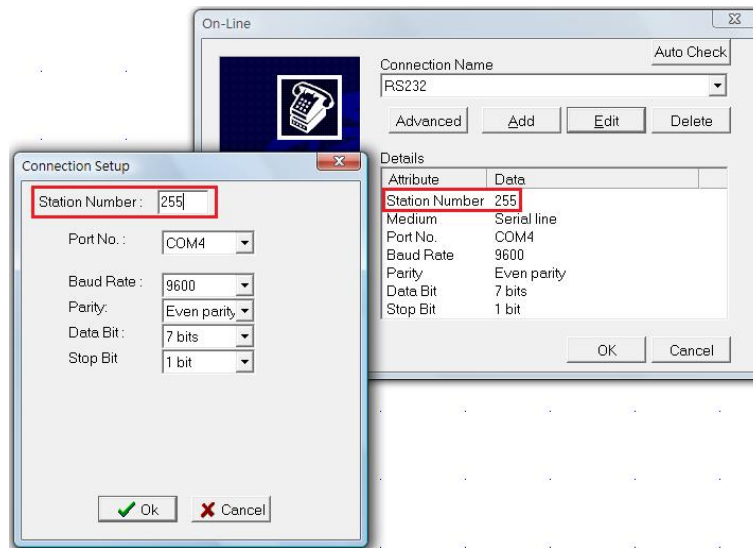 On-Line
Auto Check
Connection Name
RS232
Advanced Add Edit Delete
Details
Attribute Data
Station Number 255
Medium Serial line
Port No. COM4
Baud Rate 9600
Parity Even parity
Data Bit 7 bits
Stop Bit 1 bit
OK Cancel
Connection Setup
Station Number : 255
Port No. : COM4
Baud Rate : 9600
Parity: Even parity
Data Bit : 7 bits
Stop Bit 1 bit
Ok Cancel